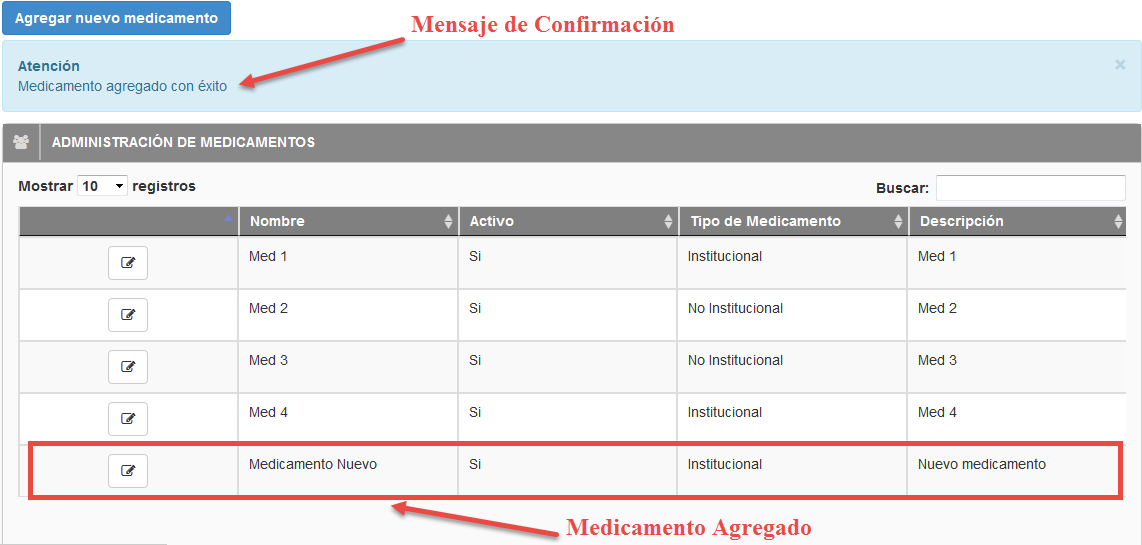 Agregar nuevo medicamento
Mensaje de Confirmación
Atención
×
Medicamento agregado con éxito
ADMINISTRACIÓN DE MEDICAMENTOS
Mostrar 10 registros
Buscar:
Nombre Activo Tipo de Medicamento Descripción
Med 1 Si Institucional Med 1
Med 2 Si No Institucional Med 2
Med 3 Si No Institucional Med 3
Med 4 Si Institucional Med 4
Medicamento Nuevo Si Institucional Nuevo medicamento
Medicamento Agregado